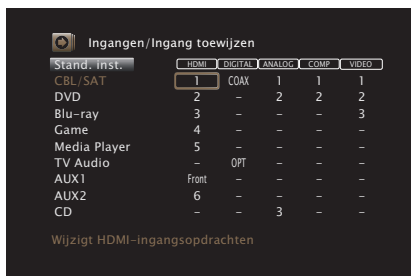 Ingangen/Ingang toewijzen
Stand. inst. HDMI DIGITAL ANALOG COMP VIDEO
CBL/SAT 1 COAX 1 1 1
DVD 2 – 2 2 2
Blu-ray 3 – – – 3
Game 4 – – – –
Media Player 5 – – – –
TV Audio – OPT – – –
AUX1 Front – – – –
AUX2 6 – – – –
CD – – 3 – –
Wijzigt HDMI-ingangsopdrachten